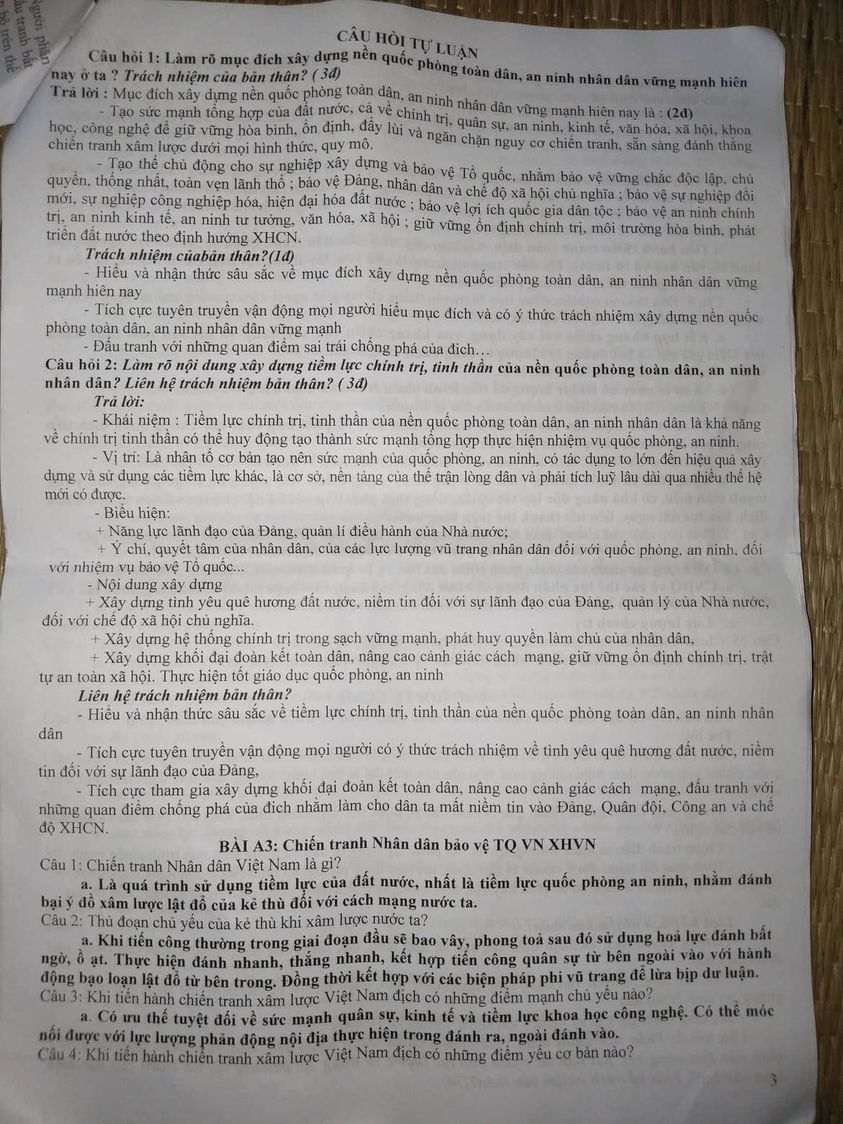 người phản
ấu tranh bất
n bộ trên thế
CÂU HỎI TỰ LUẬN
Câu hỏi 1: Làm rõ mục đích xây dựng nền quốc phòng toàn dân, an ninh nhân dân vững mạnh hiên
nay ở ta ? Trách nhiệm của bản thân? ( 3đ)
Trả lời : Mục đích xây dựng nền quốc phòng toàn dân, an ninh nhân dân vững mạnh hiên nay là : (2đ)
- Tạo sức mạnh tổng hợp của đất nước, cả về chính trị, quân sự, an ninh, kinh tế, văn hóa, xã hội, khoa
học, công nghệ để giữ vững hòa bình, ổn định, đẩy lùi và ngăn chặn nguy cơ chiến tranh, sẵn sàng đánh thắng
chiến tranh xâm lược dưới mọi hình thức, quy mô.
- Tạo thế chủ động cho sự nghiệp xây dựng và bảo vệ Tổ quốc, nhằm bảo vệ vững chắc độc lập, chủ
quyền, thống nhất, toàn vẹn lãnh thổ ; bảo vệ Đảng, nhân dân và chế độ xã hội chủ nghĩa ; bảo vệ sự nghiệp đổi
mới, sự nghiệp công nghiệp hóa, hiện đại hóa đất nước ; bảo vệ lợi ích quốc gia dân tộc ; bảo vệ an ninh chính
trị, an ninh kinh tế, an ninh tư tưởng, văn hóa, xã hội ; giữ vững ổn định chính trị, môi trường hòa bình, phát
triển đất nước theo định hướng XHCN.
Trách nhiệm củabản thân?(1đ)
- Hiểu và nhận thức sâu sắc về mục đích xây dựng nền quốc phòng toàn dân, an ninh nhân dân vững
mạnh hiên nay
- Tích cực tuyên truyền vận động mọi người hiểu mục đích và có ý thức trách nhiệm xây dựng nền quốc
phòng toàn dân, an ninh nhân dân vững mạnh
- Đấu tranh với những quan điểm sai trái chống phá của đich…
Câu hỏi 2: Làm rõ nội dung xây dựng tiềm lực chính trị, tinh thần của nền quốc phòng toàn dân, an ninh
nhân dân? Liên hệ trách nhiệm bản thân? ( 3đ)
Trả lời:
- Khái niệm : Tiềm lực chính trị, tinh thần của nền quốc phòng toàn dân, an ninh nhân dân là khả năng
về chính trị tinh thần có thể huy động tạo thành sức mạnh tổng hợp thực hiện nhiệm vụ quốc phòng, an ninh.
- Vị trí: Là nhân tố cơ bản tạo nên sức mạnh của quốc phòng, an ninh, có tác dụng to lớn đến hiệu quả xây
dựng và sử dụng các tiềm lực khác, là cơ sở, nền tảng của thế trận lòng dân và phải tích luỹ lâu dài qua nhiều thế hệ
mới có được.
- Biểu hiện:
+ Năng lực lãnh đạo của Đảng, quản lí điều hành của Nhà nước;
+ Ý chí, quyết tâm của nhân dân, của các lực lượng vũ trang nhân dân đối với quốc phòng, an ninh, đối
với nhiệm vụ bảo vệ Tổ quốc...
- Nội dung xây dựng
+ Xây dựng tình yêu quê hương đất nước, niềm tin đối với sự lãnh đạo của Đảng, quản lý của Nhà nước,
đối với chế độ xã hội chủ nghĩa.
+ Xây dựng hệ thống chính trị trong sạch vững mạnh, phát huy quyền làm chủ của nhân dân,
+ Xây dựng khối đại đoàn kết toàn dân, nâng cao cảnh giác cách mạng, giữ vững ổn định chính trị, trật
tự an toàn xã hội. Thực hiện tốt giáo dục quốc phòng, an ninh
Liên hệ trách nhiệm bản thân?
- Hiểu và nhận thức sâu sắc về tiềm lực chính trị, tinh thần của nền quốc phòng toàn dân, an ninh nhân
dân
- Tích cực tuyên truyền vận động mọi người có ý thức trách nhiệm về tình yêu quê hương đất nước, niềm
tin đối với sự lãnh đạo của Đảng,
- Tích cực tham gia xây dựng khối đại đoàn kết toàn dân, nâng cao cảnh giác cách mạng, đấu tranh với
những quan điểm chống phá của đich nhằm làm cho dân ta mất niềm tin vào Đảng, Quân đội, Công an và chế
độ XHCN.
BÀI A3: Chiến tranh Nhân dân bảo vệ TQ VN XHVN
Câu 1: Chiến tranh Nhân dân Việt Nam là gì?
a. Là quá trình sử dụng tiềm lực của đất nước, nhất là tiềm lực quốc phòng an ninh, nhằm đánh
bại ý đồ xâm lược lật đổ của kẻ thù đối với cách mạng nước ta.
Câu 2: Thủ đoạn chủ yếu của kẻ thù khi xâm lược nước ta?
a. Khi tiến công thường trong giai đoạn đầu sẽ bao vây, phong toả sau đó sử dụng hoả lực đánh bất
ngờ, ồ ạt. Thực hiện đánh nhanh, thắng nhanh, kết hợp tiến công quân sự từ bên ngoài vào với hành
động bạo loạn lật đổ từ bên trong. Đồng thời kết hợp với các biện pháp phi vũ trang để lừa bịp dư luận.
Câu 3: Khi tiến hành chiến tranh xâm lược Việt Nam địch có những điểm mạnh chủ yếu nào?
a. Có ưu thế tuyệt đối về sức mạnh quân sự, kinh tế và tiềm lực khoa học công nghệ. Có thể móc
nối được với lực lượng phản động nội địa thực hiện trong đánh ra, ngoài đánh vào.
Câu 4: Khi tiến hành chiến tranh xâm lược Việt Nam địch có những điểm yếu cơ bản nào?
3